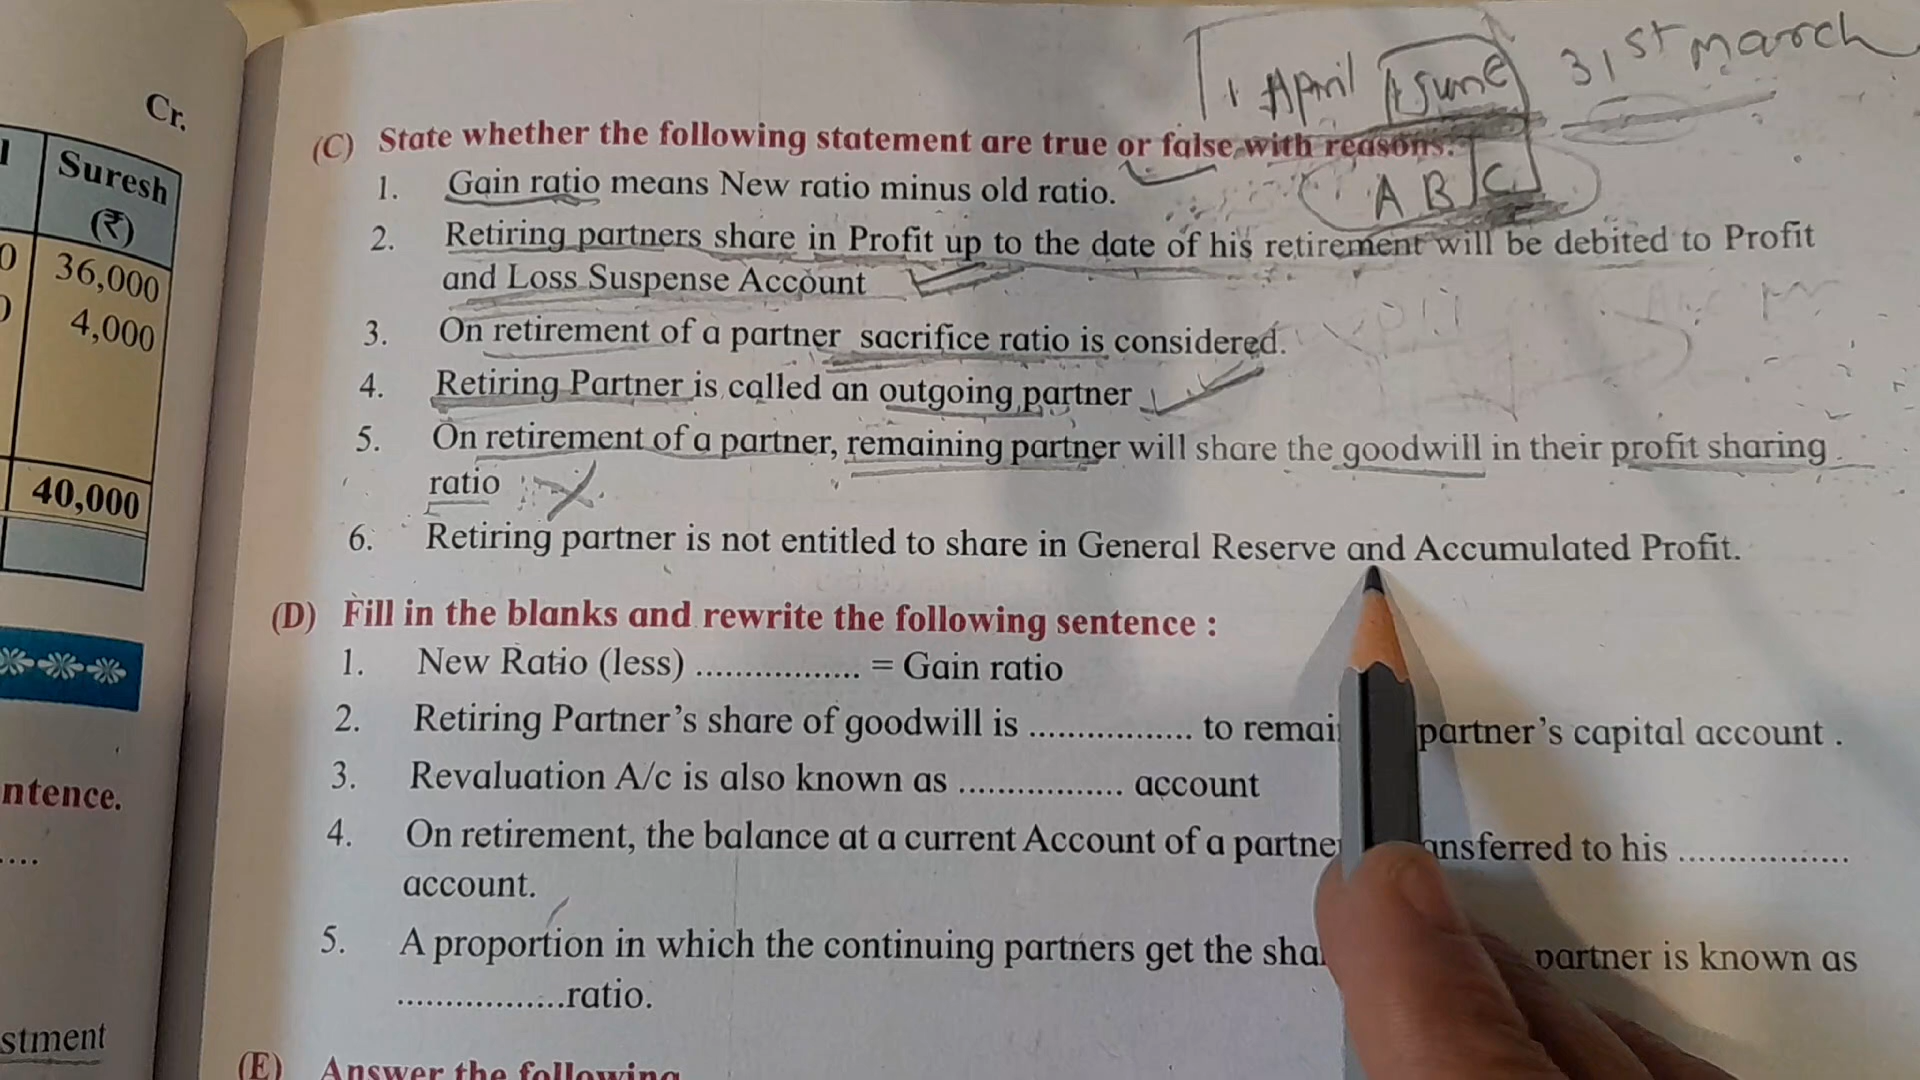 1 April 1 June 31st march
Cr.
(C) State whether the following statement are true or false with reasons.
Suresh
(₹)
1. Gain ratio means New ratio minus old ratio.
A B C
2. Retiring partners share in Profit up to the date of his retirement will be debited to Profit
and Loss Suspense Account
36,000
4,000
3. On retirement of a partner sacrifice ratio is considered.
4. Retiring Partner is called an outgoing partner
5. On retirement of a partner, remaining partner will share the goodwill in their profit sharing
ratio
40,000
6. Retiring partner is not entitled to share in General Reserve and Accumulated Profit.
(D) Fill in the blanks and rewrite the following sentence :
1. New Ratio (less) ................. = Gain ratio
2. Retiring Partner's share of goodwill is ................. to remai partner's capital account .
3. Revaluation A/c is also known as ................. account
ntence.
4. On retirement, the balance at a current Account of a partne ansferred to his .................
account.
....
5. A proportion in which the continuing partners get the sha partner is known as
.................ratio.
stment
(E) Answer the following